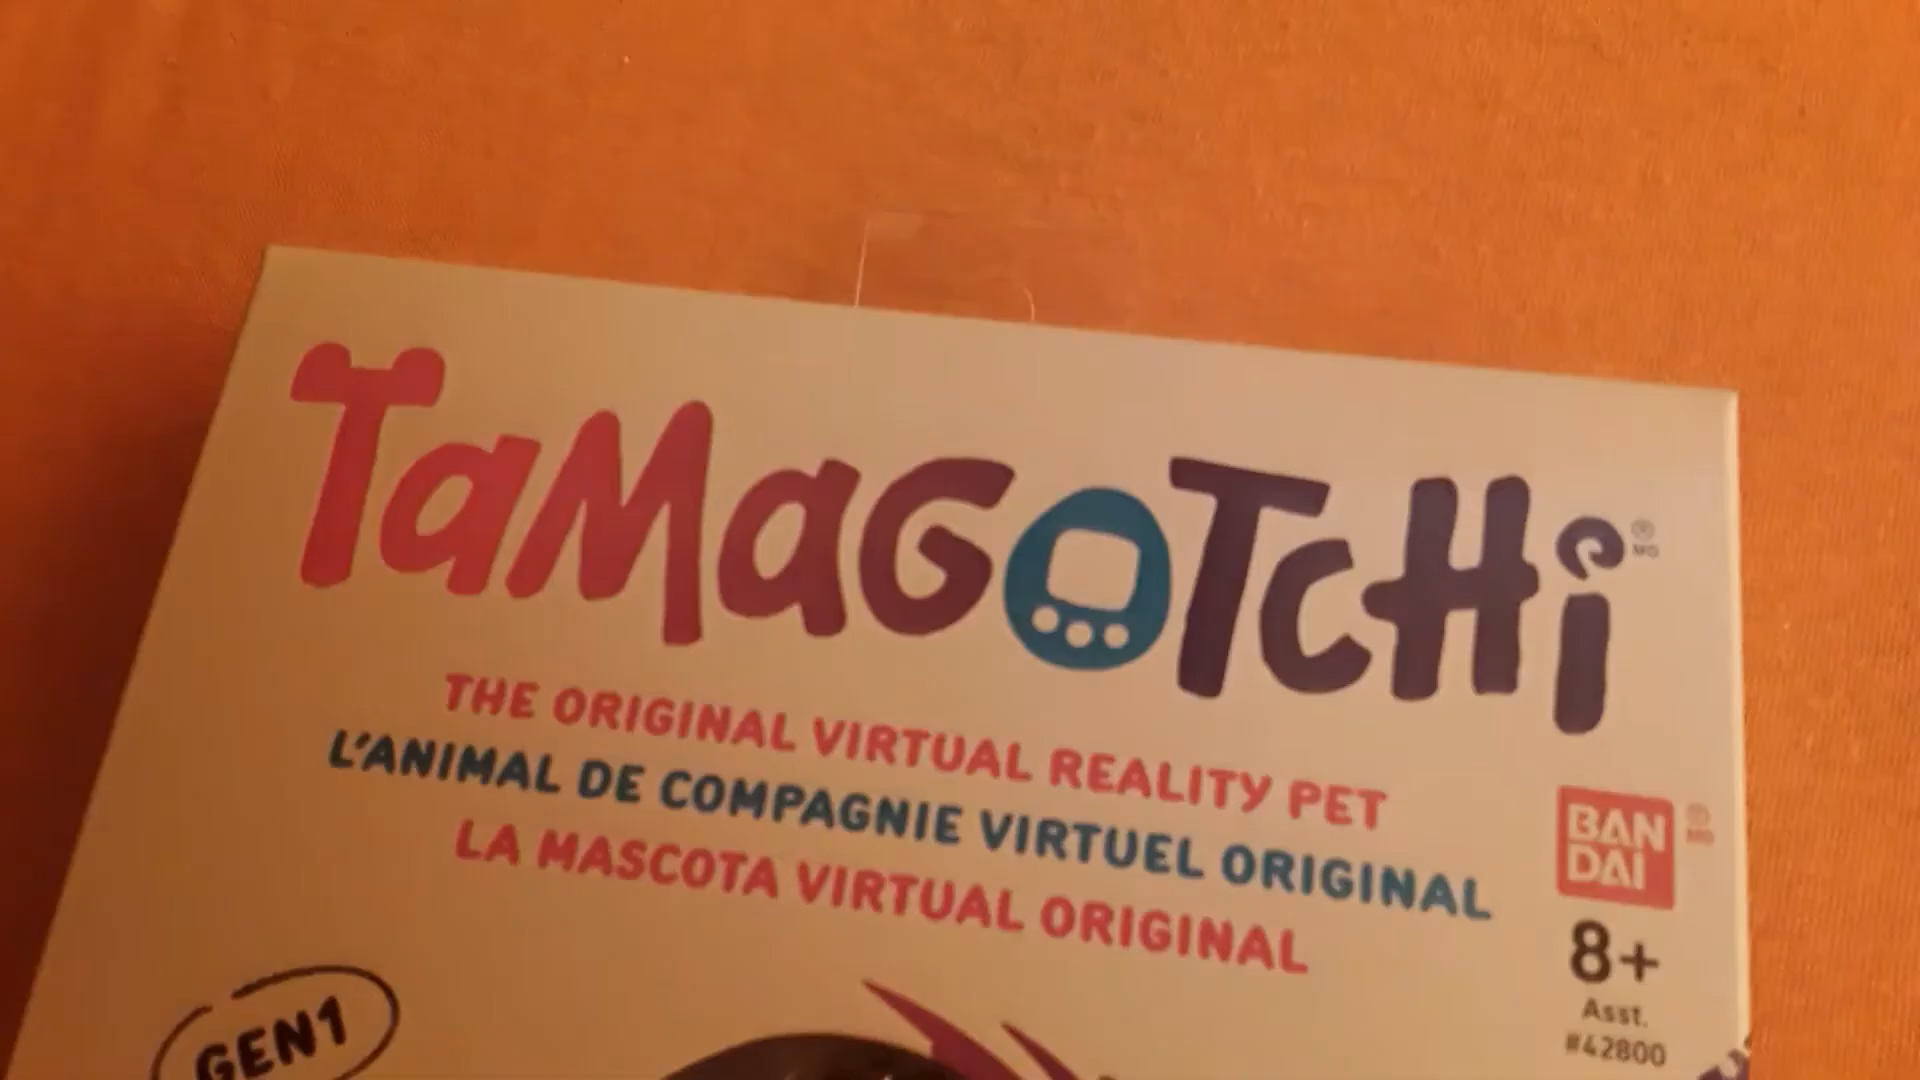 TaMaGOTCHi
® MO
THE ORIGINAL VIRTUAL REALITY PET
L'ANIMAL DE COMPAGNIE VIRTUEL ORIGINAL
LA MASCOTA VIRTUAL ORIGINAL
BAN
DAI
8+
Asst.
#42800
GEN1